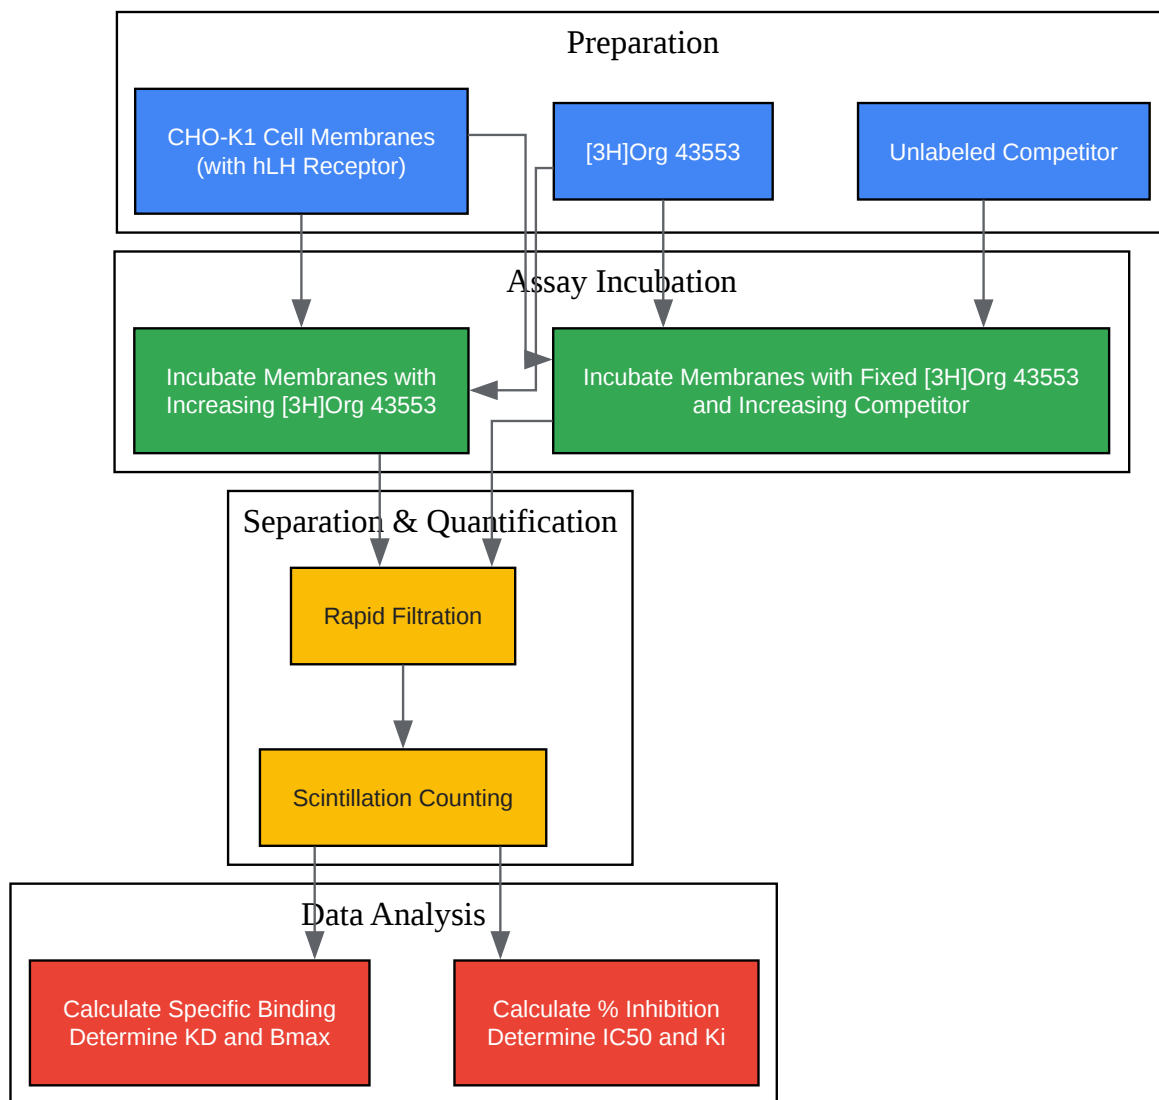 Preparation
CHO-K1 Cell Membranes
(with hLH Receptor)
[3H]Org 43553
Unlabeled Competitor
Assay Incubation
Incubate Membranes with
Increasing [3H]Org 43553
Incubate Membranes with Fixed [3H]Org 43553
and Increasing Competitor
Separation & Quantification
Rapid Filtration
Scintillation Counting
Data Analysis
Calculate Specific Binding
Determine KD and Bmax
Calculate % Inhibition
Determine IC50 and Ki